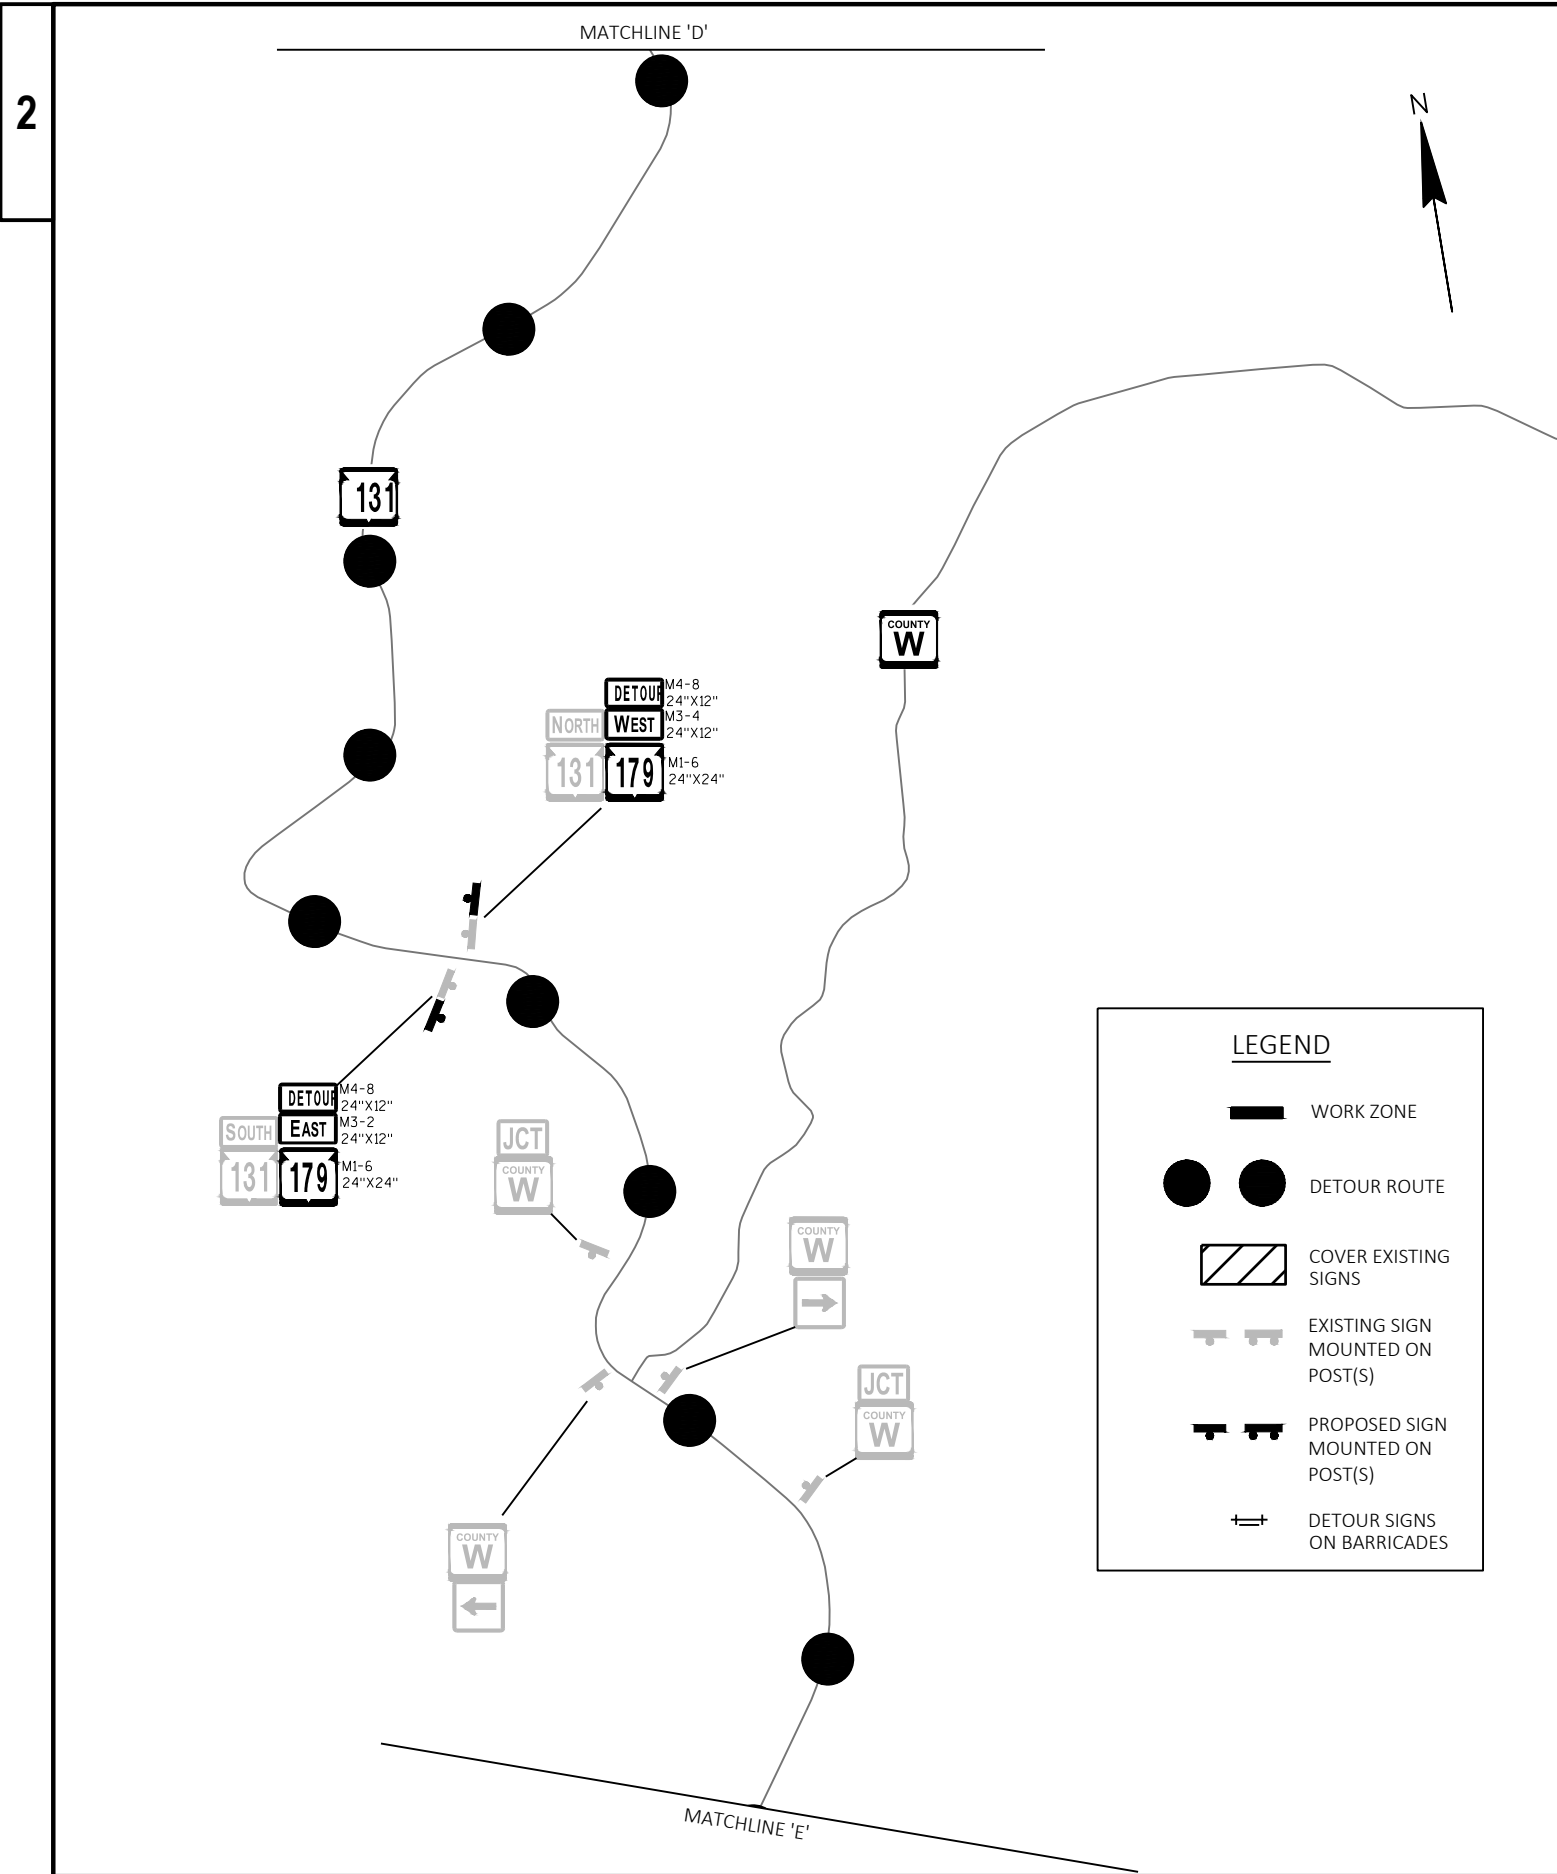 MATCHLINE 'D'
2
N
131
COUNTY
W
DETOUR
M4-8
24"X12"
NORTH
WEST
M3-4
24"X12"
131
179
M1-6
24"X24"
DETOUR
M4-8
24"X12"
SOUTH
EAST
M3-2
24"X12"
131
179
M1-6
24"X24"
JCT
COUNTY
W
COUNTY
W
JCT
COUNTY
W
COUNTY
W
LEGEND
WORK ZONE
DETOUR ROUTE
COVER EXISTING
SIGNS
EXISTING SIGN
MOUNTED ON
POST(S)
PROPOSED SIGN
MOUNTED ON
POST(S)
DETOUR SIGNS
ON BARRICADES
MATCHLINE 'E'